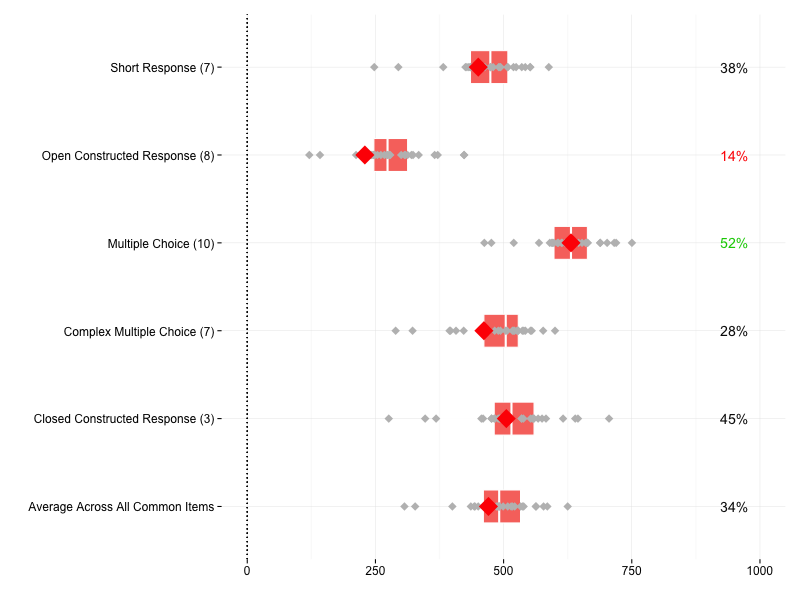 Short Response (7) 38%
Open Constructed Response (8) 14%
Multiple Choice (10) 52%
Complex Multiple Choice (7) 28%
Closed Constructed Response (3) 45%
Average Across All Common Items 34%
0 250 500 750 1000